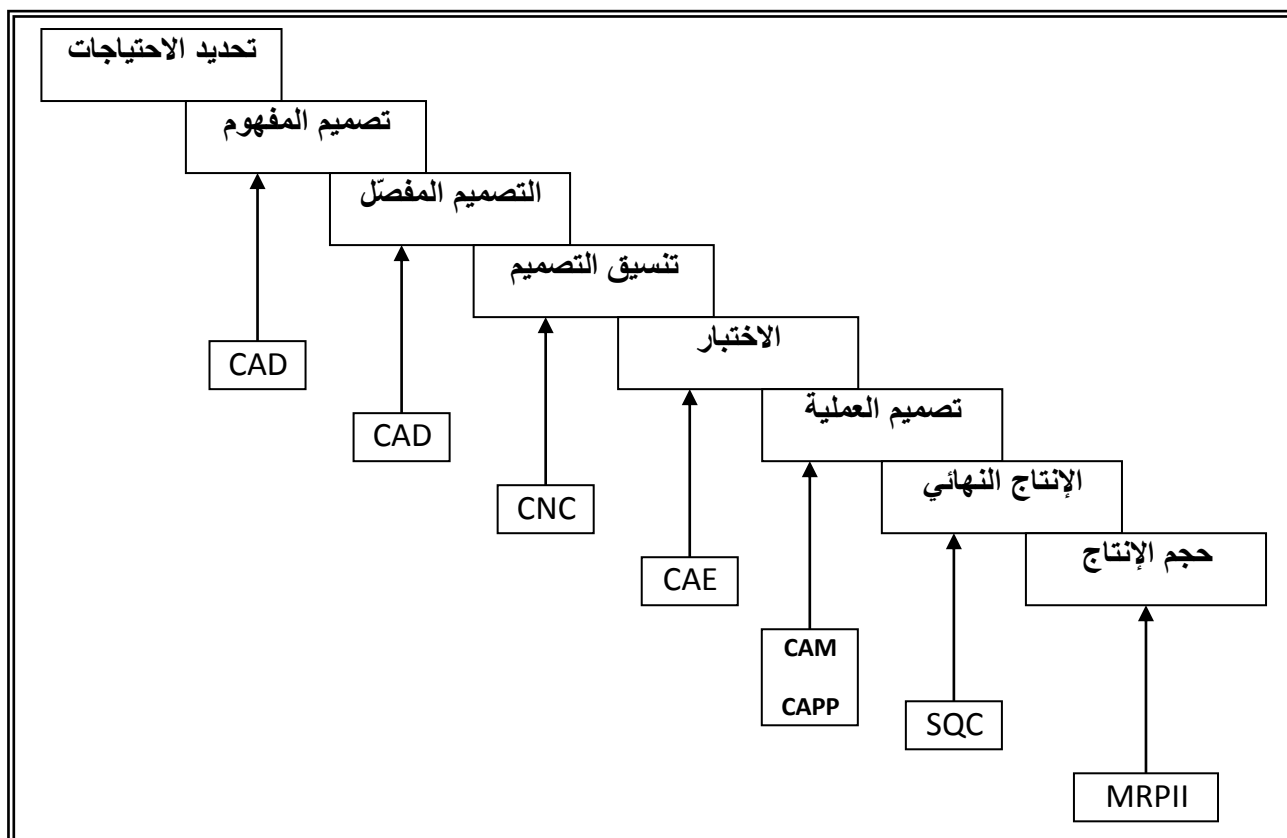 تحديد الاحتياجات
تصميم المفهوم
التصميم المفصّل
تنسيق التصميم
الاختبار
CAD
تصميم العملية
CAD
الإنتاج النهائي
CNC
حجم الإنتاج
CAE
CAM
CAPP
SQC
MRPII